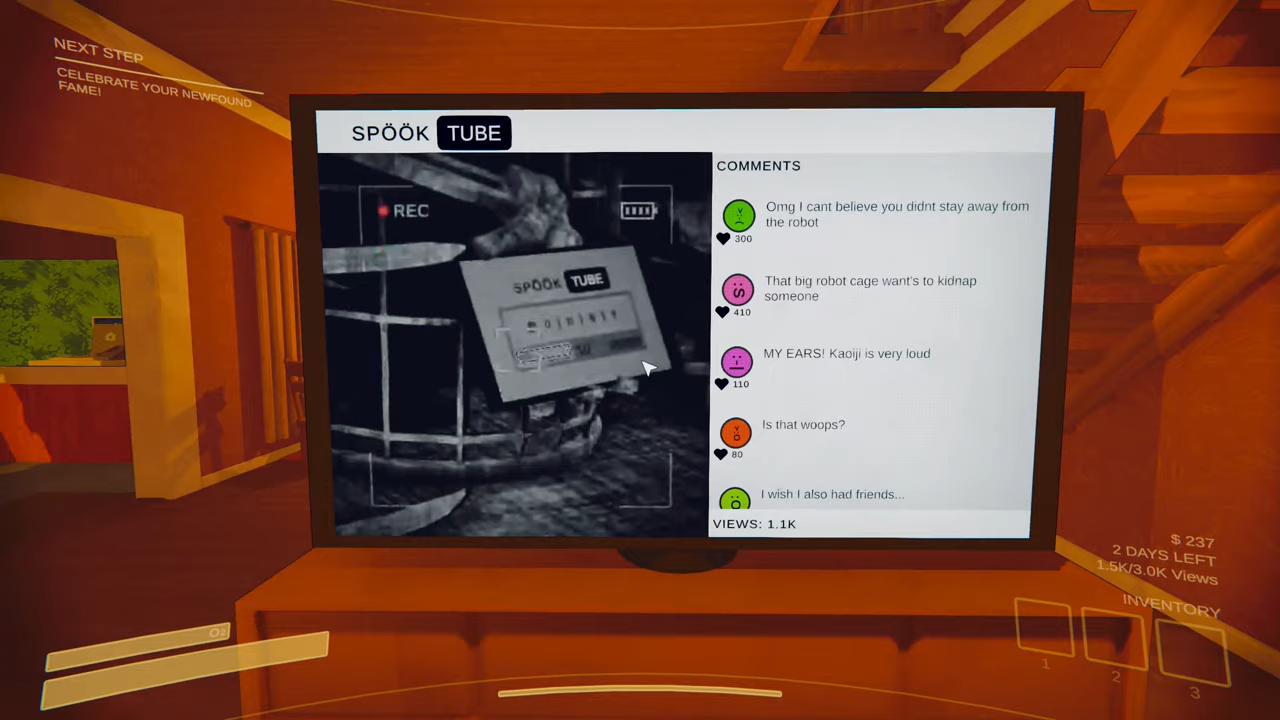 NEXT STEP
CELEBRATE YOUR NEWFOUND
FAME!
SPÖÖK TUBE
REC
SPÖÖK TUBE
COMMENTS
Omg I cant believe you didnt stay away from
the robot
300
That big robot cage want's to kidnap
someone
410
MY EARS! Kaoiji is very loud
110
Is that woops?
80
I wish I also had friends...
VIEWS: 1.1K
$ 237
2 DAYS LEFT
1.5K/3.0K Views
INVENTORY
1
2
3
O2